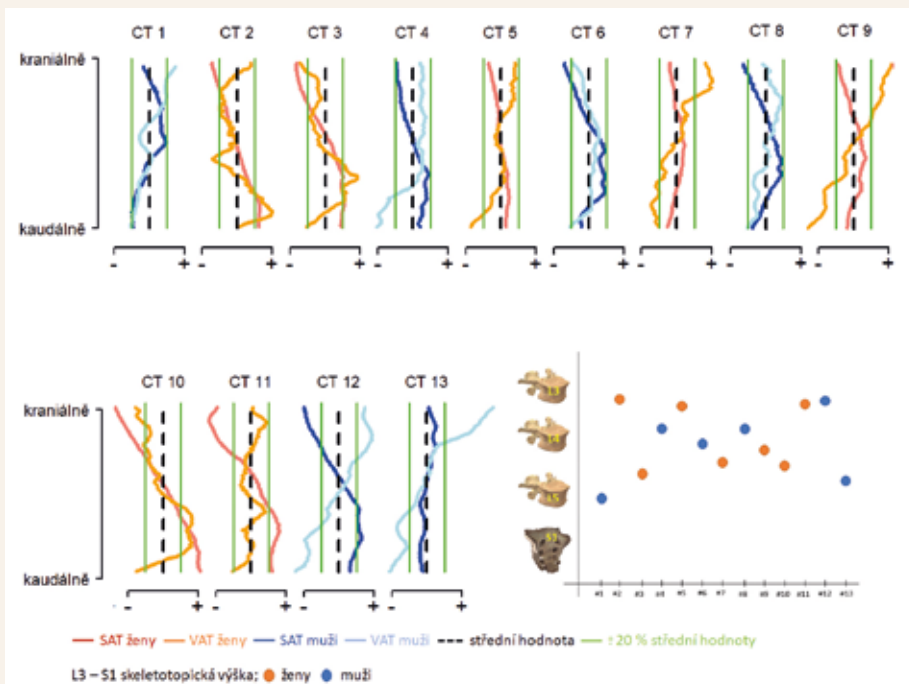 CT 1 CT 2 CT 3 CT 4 CT 5 CT 6 CT 7 CT 8 CT 9
kraniálně
kaudálně
- + - + - + - + - + - + - + - + - +
CT 10 CT 11 CT 12 CT 13
kraniálně
kaudálně
- + - + - + - +
L3
L4
L5
S1
#1 #2 #3 #4 #5 #6 #7 #8 #9 #10 #11 #12 #13
SAT ženy VAT ženy SAT muži VAT muži střední hodnota ±20 % střední hodnoty
L3 – S1 skeletotopická výška; ženy muži